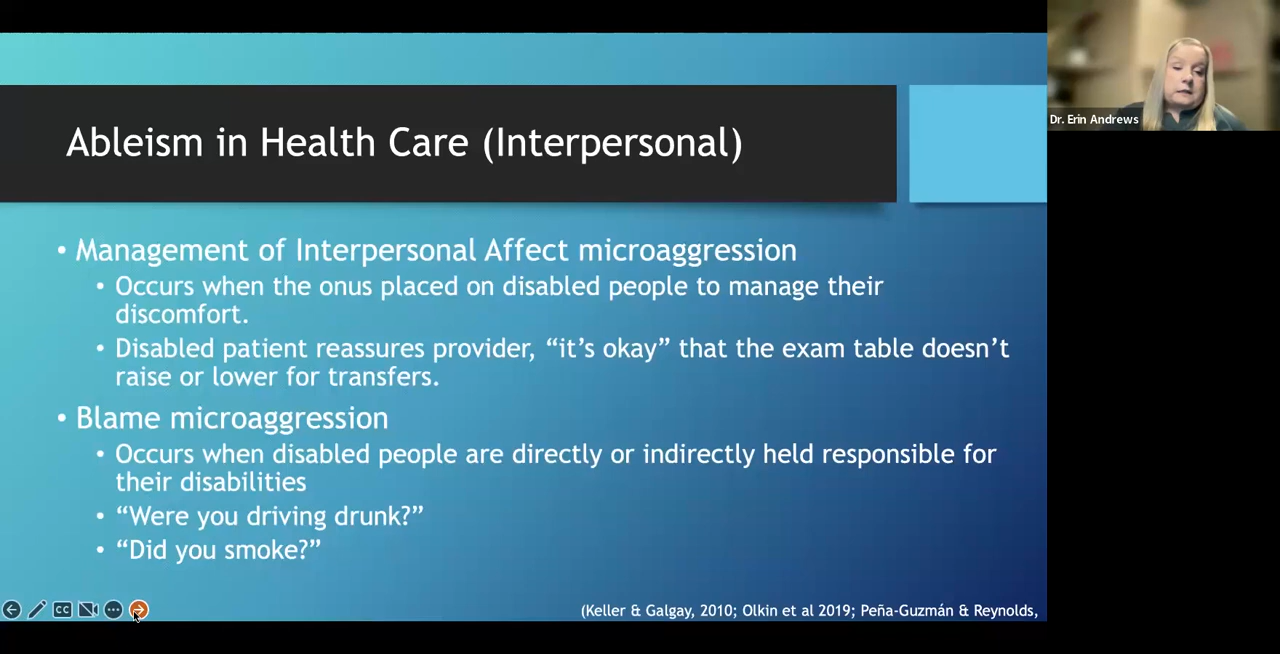 Ableism in Health Care (Interpersonal)
Dr. Erin Andrews
• Management of Interpersonal Affect microaggression
• Occurs when the onus placed on disabled people to manage their
discomfort.
• Disabled patient reassures provider, “it’s okay” that the exam table doesn’t
raise or lower for transfers.
• Blame microaggression
• Occurs when disabled people are directly or indirectly held responsible for
their disabilities
• “Were you driving drunk?”
• “Did you smoke?”
CC
(Keller & Galgay, 2010; Olkin et al 2019; Peña-Guzmán & Reynolds,